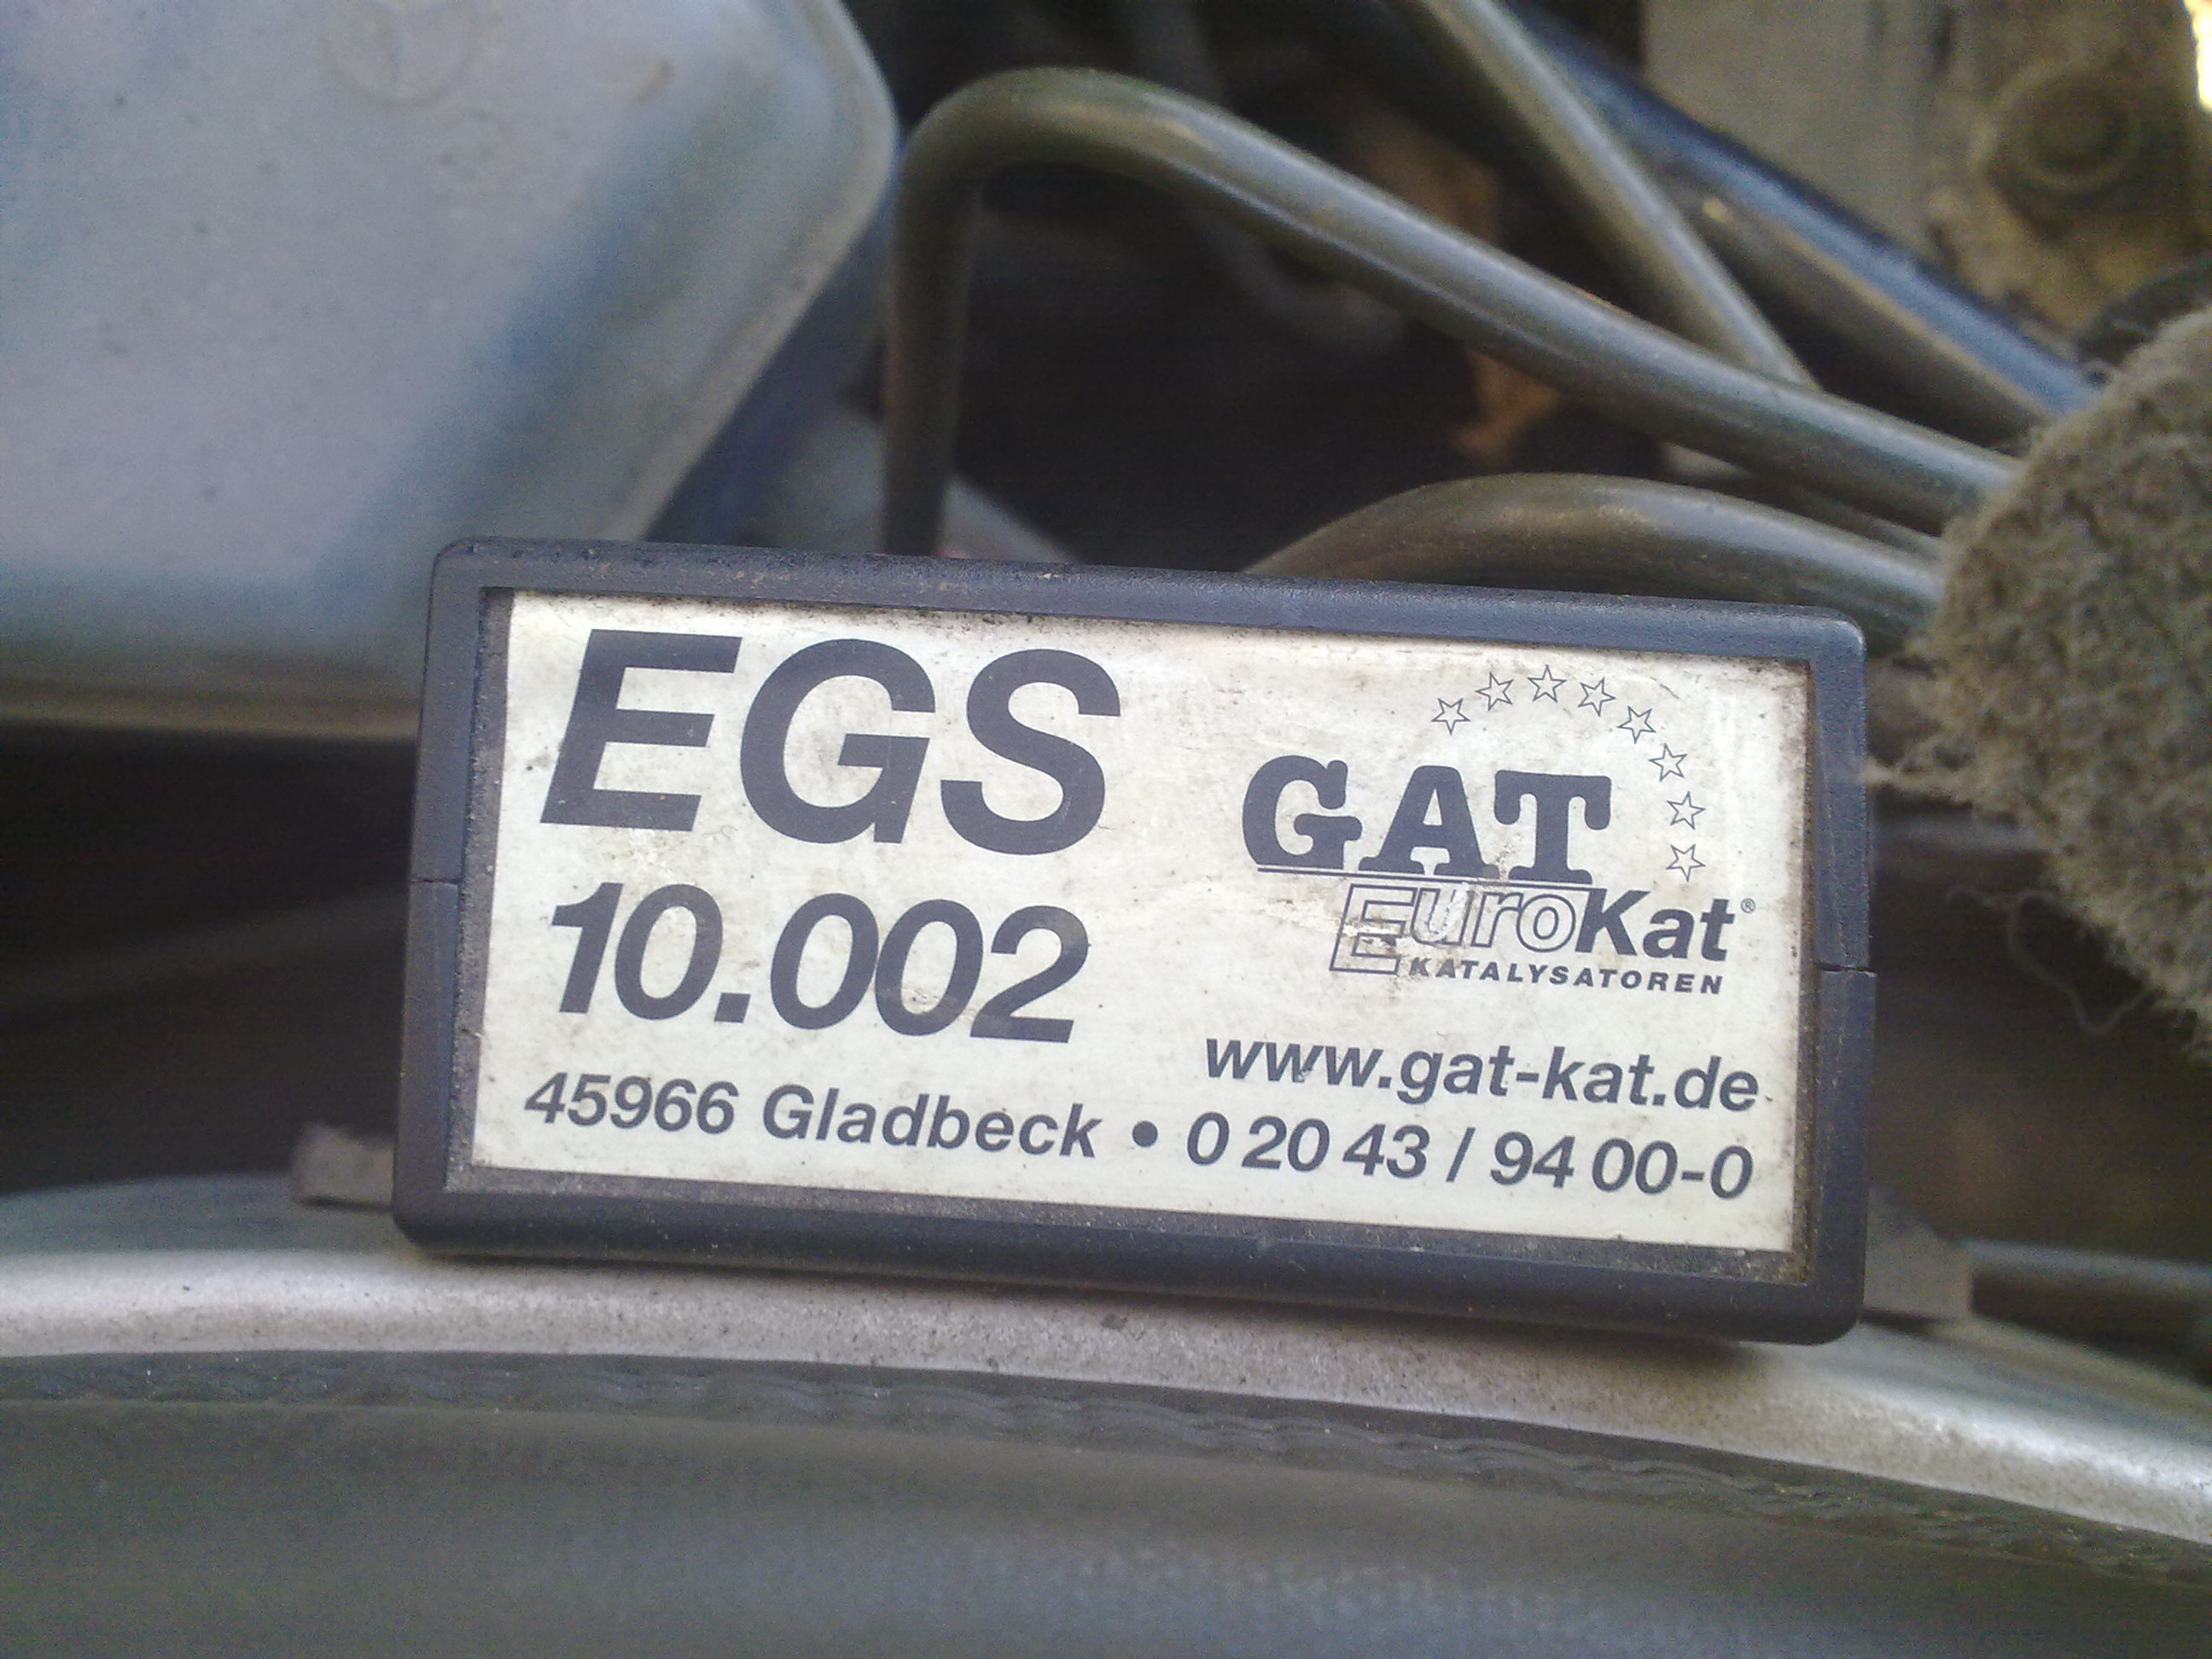 EGS
10.002
GAT
EuroKat®
KATALYSATOREN
www.gat-kat.de
45966 Gladbeck • 0 20 43 / 94 00-0